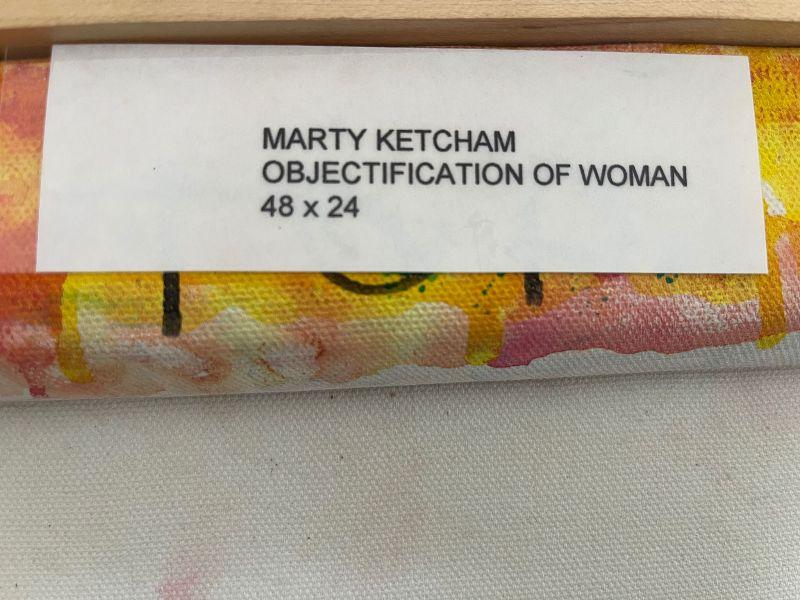 MARTY KETCHAM
OBJECTIFICATION OF WOMAN
48 x 24